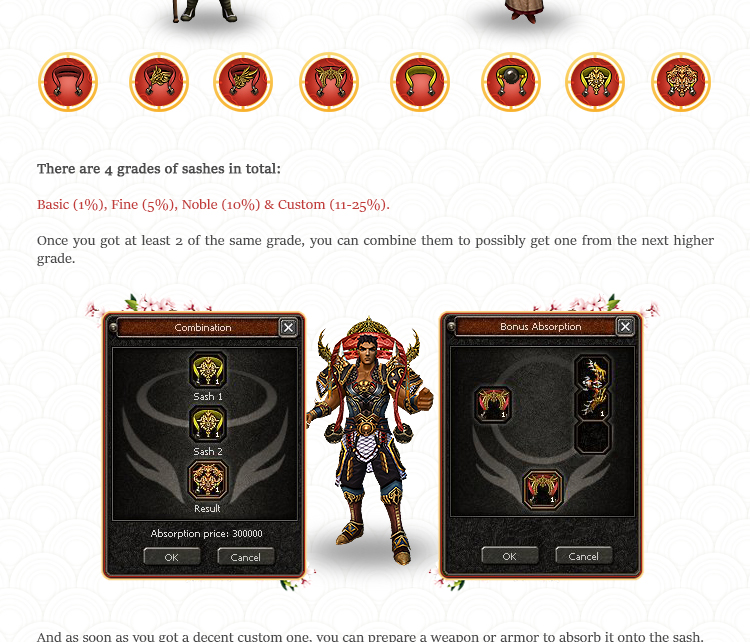 There are 4 grades of sashes in total:
Basic (1%), Fine (5%), Noble (10%) & Custom (11-25%).
Once you got at least 2 of the same grade, you can combine them to possibly get one from the next higher
grade.
Combination
1
Sash 1
1
Sash 2
1
Result
Absorption price: 300000
OK Cancel
Bonus Absorption
1
1
1
OK Cancel
And as soon as you got a decent custom one, you can prepare a weapon or armor to absorb it onto the sash.